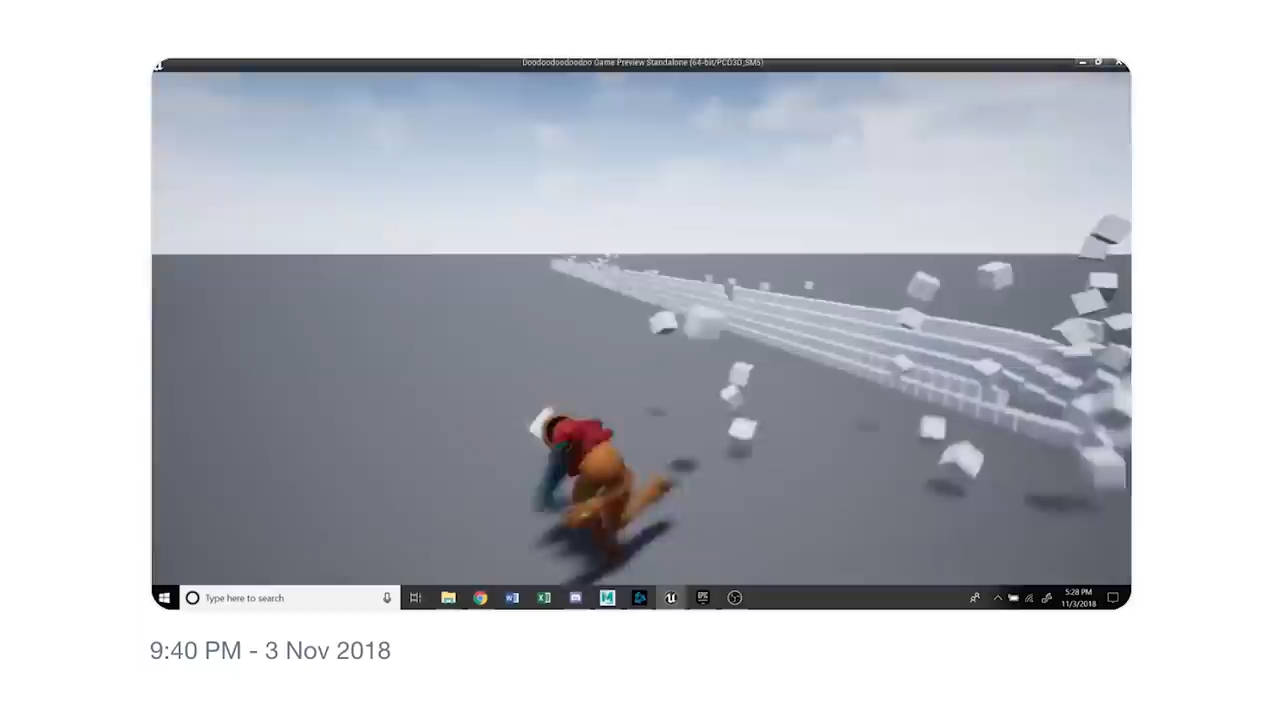 Doodoodoodoodoo Game Preview Standalone (64-bit/PCD3D_SM5)
Type here to search
5:28 PM
11/3/2018
9:40 PM - 3 Nov 2018